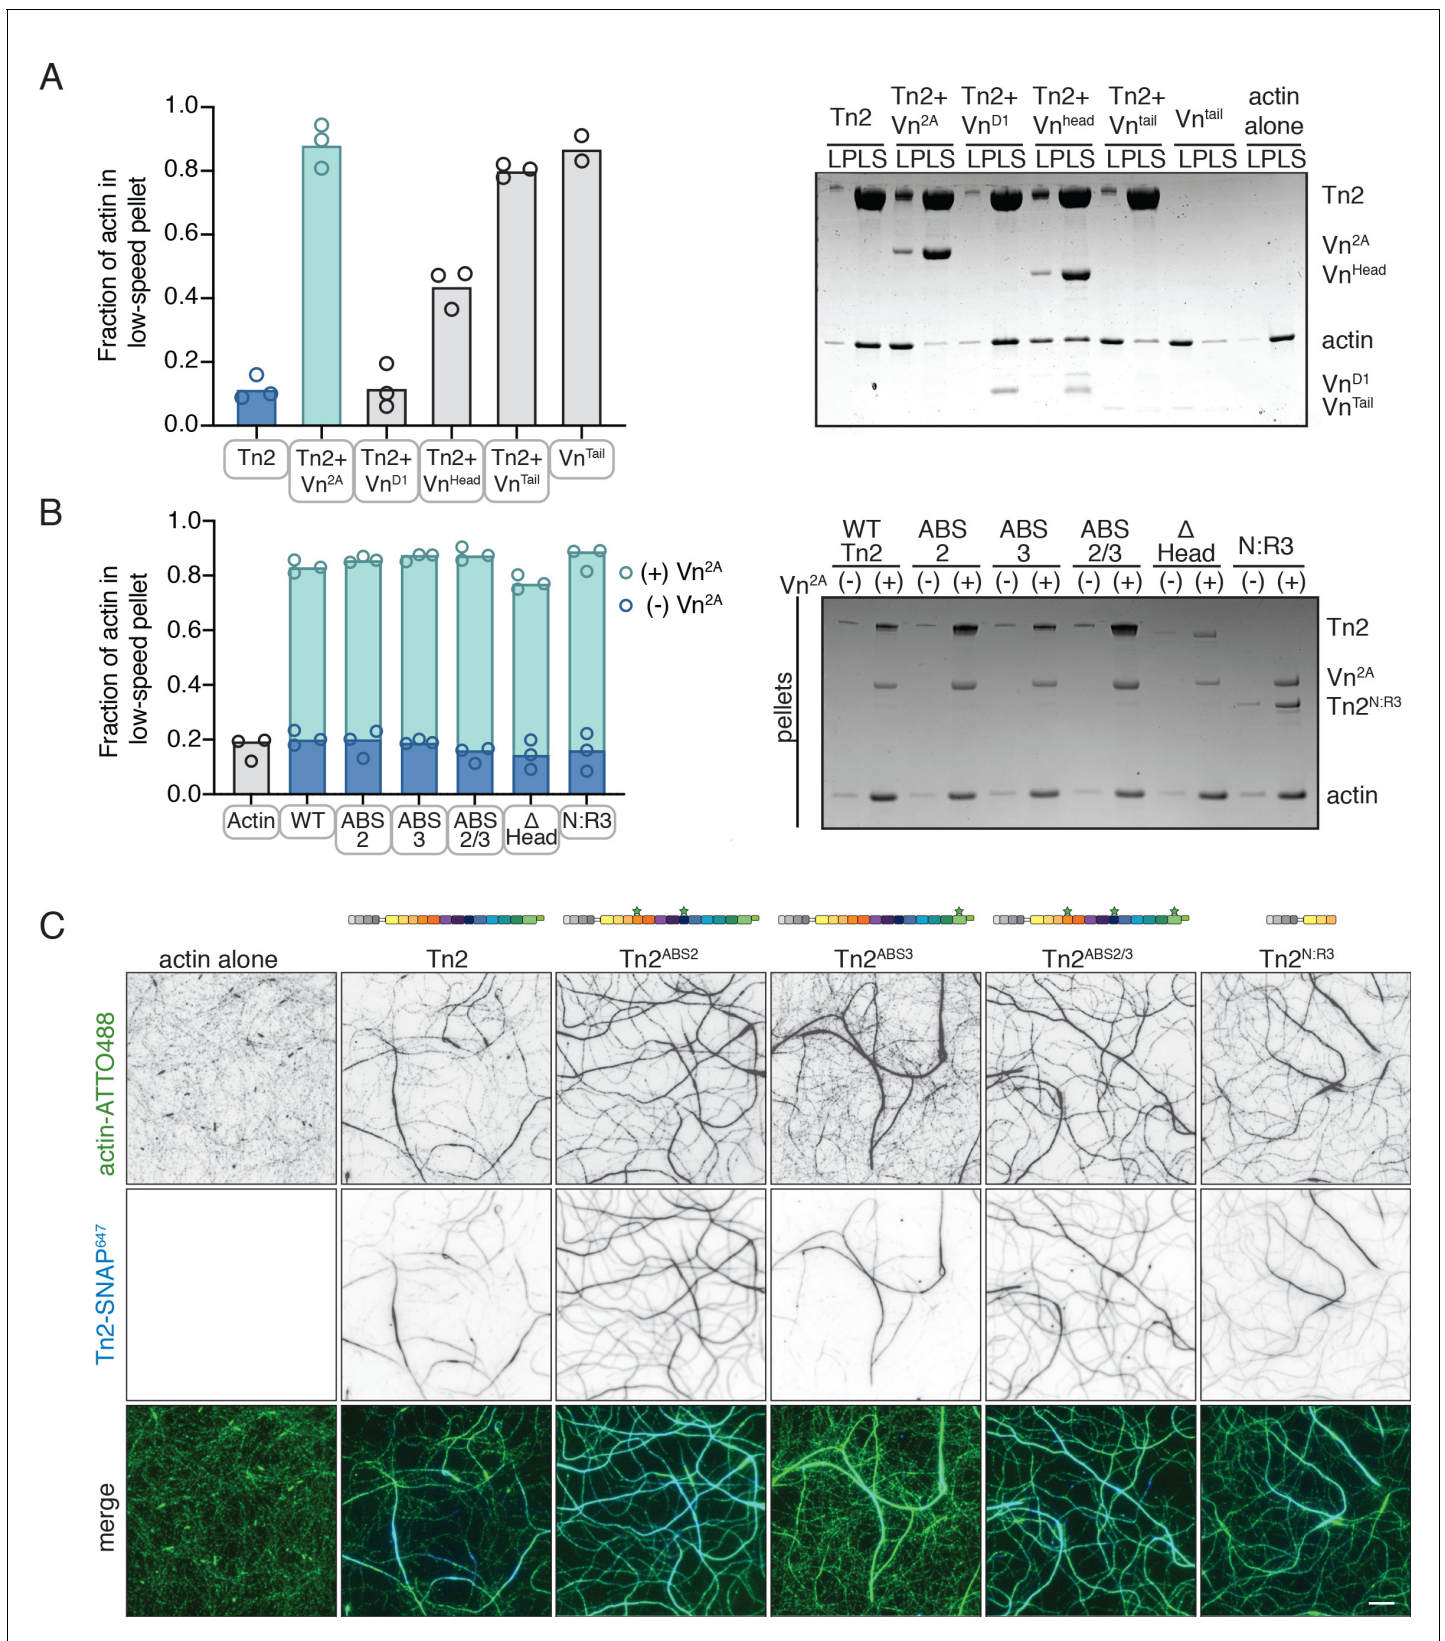 A
1.0
0.8
0.6
0.4
0.2
0.0
Fraction of actin in
low-speed pellet
Tn2
Tn2+
Vn2A
Tn2+
VnD1
Tn2+
VnHead
Tn2+
VnTail
VnTail
Tn2
Tn2+
Vn2A
Tn2+
VnD1
Tn2+
Vnhead
Tn2+
Vntail
Vntail
actin
alone
LPLS LPLS LPLS LPLS LPLS LPLS LPLS
Tn2
Vn2A
VnHead
actin
VnD1
VnTail
B
1.0
0.8
0.6
0.4
0.2
0.0
Fraction of actin in
low-speed pellet
(+) Vn2A
(-) Vn2A
Actin
WT
ABS
2
ABS
3
ABS
2/3
Δ
Head
N:R3
WT
Tn2
ABS
2
ABS
3
ABS
2/3
Δ
Head
N:R3
Vn2A (-) (+) (-) (+) (-) (+) (-) (+) (-) (+) (-) (+)
pellets
Tn2
Vn2A
Tn2N:R3
actin
C
actin alone
Tn2
Tn2ABS2
Tn2ABS3
Tn2ABS2/3
Tn2N:R3
actin-ATTO488
Tn2-SNAP647
merge